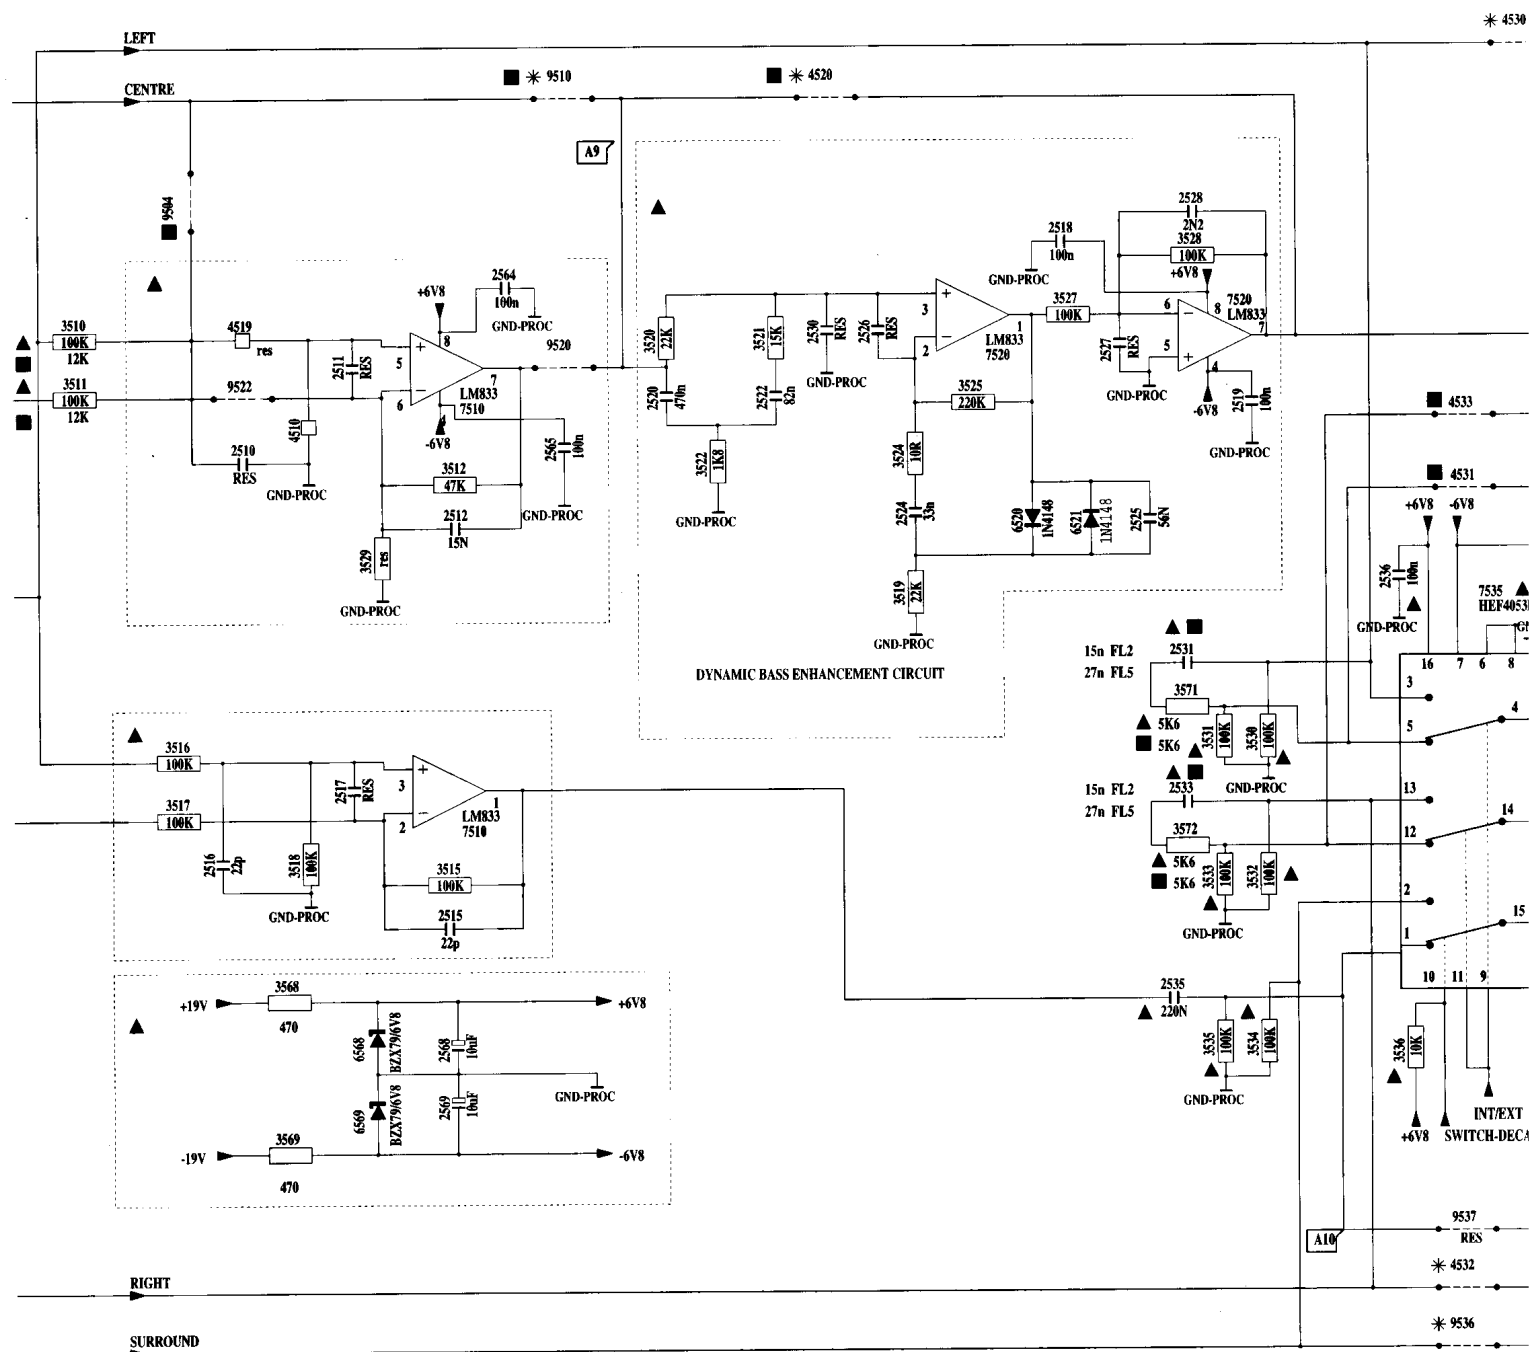 ✳ 4530
LEFT
■ ✳ 9510
■ ✳ 4520
CENTRE
A9
▲
■ 9504
2528
2N2
2518
100n
3528
100K
+6V8
GND-PROC
▲
2564
100n
+6V8
GND-PROC
3510
100K
12K
▲
■
4519
res
8
5
+
−
6
7
LM833
7510
4
-6V8
9520
2511
RES
3511
100K
12K
▲
■
9522
4510
2510
RES
GND-PROC
2565
100n
GND-PROC
3512
47K
2512
15N
3529
res
GND-PROC
3520
22K
3521
15K
2530
RES
GND-PROC
2526
RES
2520
470n
2522
82n
3522
1K8
GND-PROC
3
+
−
2
1
LM833
7520
3527
100K
6
−
+
5
8
7520
LM833
7
4
-6V8
2527
RES
GND-PROC
2519
100n
GND-PROC
3525
220K
3524
10R
2524
33n
6520
1N4148
6521
1N4148
2525
56N
3519
22K
GND-PROC
DYNAMIC BASS ENHANCEMENT CIRCUIT
■ 4533
■ 4531
+6V8
-6V8
2536
100n
▲
GND-PROC
7535 ▲
HEF4053
16
7
6
8
▲ ■
15n FL2
2531
27n FL5
3571
▲ 5K6
■ 5K6
3531
100K
▲
3530
100K
▲
GND-PROC
3
5
4
▲ ■
15n FL2
2533
27n FL5
3572
▲ 5K6
■ 5K6
3533
100K
▲
3532
100K
▲
GND-PROC
13
12
14
2
1
15
10
11
9
▲
3516
100K
3517
100K
2517
RES
3
+
−
2
1
LM833
7510
2516
22p
3518
100K
GND-PROC
3515
100K
2515
22p
▲
+19V
3568
470
+6V8
6568
BZX79/6V8
2568
10uF
GND-PROC
6569
BZX79/6V8
2569
10uF
-19V
3569
470
-6V8
2535
▲ 220N
3535
100K
▲
3534
100K
▲
GND-PROC
3536
10K
▲
+6V8
INT/EXT
SWITCH-DECA
9537
RES
A10
✳ 4532
RIGHT
✳ 9536
SURROUND